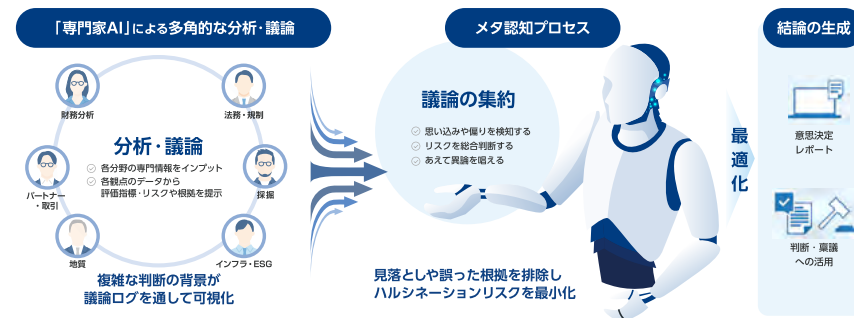 「専門家AI」による多角的な分析・議論
メタ認知プロセス
結論の生成
財務分析
法務・規制
分析・議論
各分野の専門情報をインプット
各観点のデータから
評価指標・リスクや根拠を提示
パートナー
・取引
採掘
地質
インフラ・ESG
複雑な判断の背景が
議論ログを通して可視化
議論の集約
思い込みや偏りを検知する
リスクを総合判断する
あえて異論を唱える
見落としや誤った根拠を排除し
ハルシネーションリスクを最小化
最適化
意思決定
レポート
判断・稟議
への活用